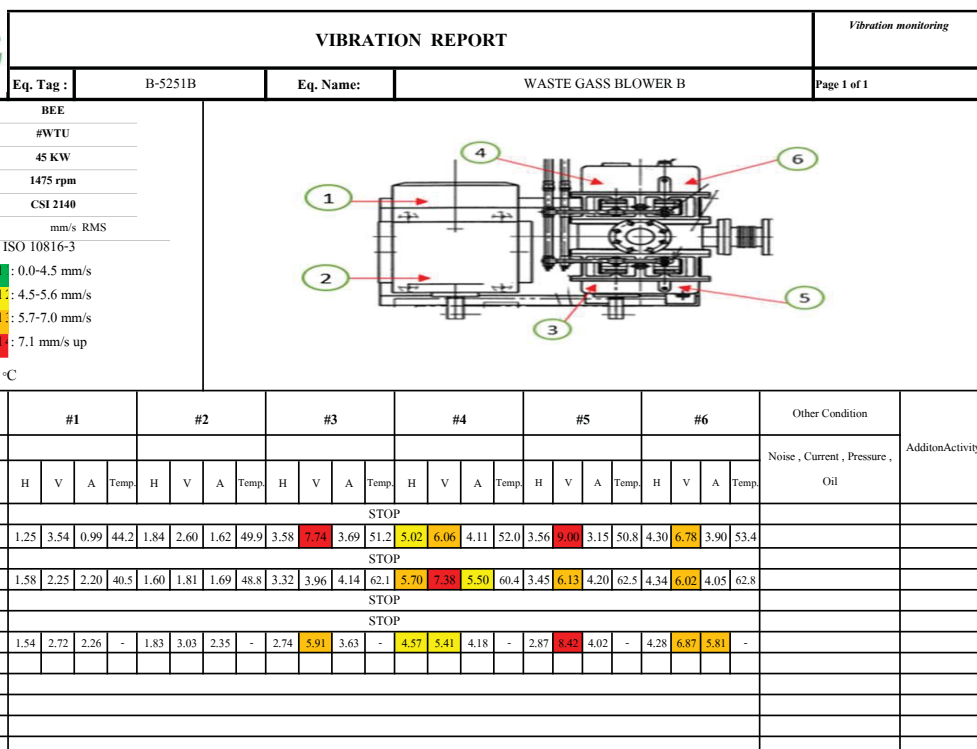 VIBRATION REPORT
Vibration monitoring
Eq. Tag :
B-5251B
Eq. Name:
WASTE GASS BLOWER B
Page 1 of 1
BEE
#WTU
45 KW
1475 rpm
CSI 2140
mm/s RMS
ISO 10816-3
: 0.0-4.5 mm/s
: 4.5-5.6 mm/s
: 5.7-7.0 mm/s
: 7.1 mm/s up
°C
1
2
3
4
5
6
#1 #2 #3 #4 #5 #6 Other Condition AdditonActivity
Noise , Current , Pressure , Oil
H V A Temp. H V A Temp. H V A Temp. H V A Temp. H V A Temp. H V A Temp.
STOP
1.25 3.54 0.99 44.2 1.84 2.60 1.62 49.9 3.58 7.74 3.69 51.2 5.02 6.06 4.11 52.0 3.56 9.00 3.15 50.8 4.30 6.78 3.90 53.4
STOP
1.58 2.25 2.20 40.5 1.60 1.81 1.69 48.8 3.32 3.96 4.14 62.1 5.70 7.38 5.50 60.4 3.45 6.13 4.20 62.5 4.34 6.02 4.05 62.8
STOP
STOP
1.54 2.72 2.26 - 1.83 3.03 2.35 - 2.74 5.91 3.63 - 4.57 5.41 4.18 - 2.87 8.42 4.02 - 4.28 6.87 5.81 -